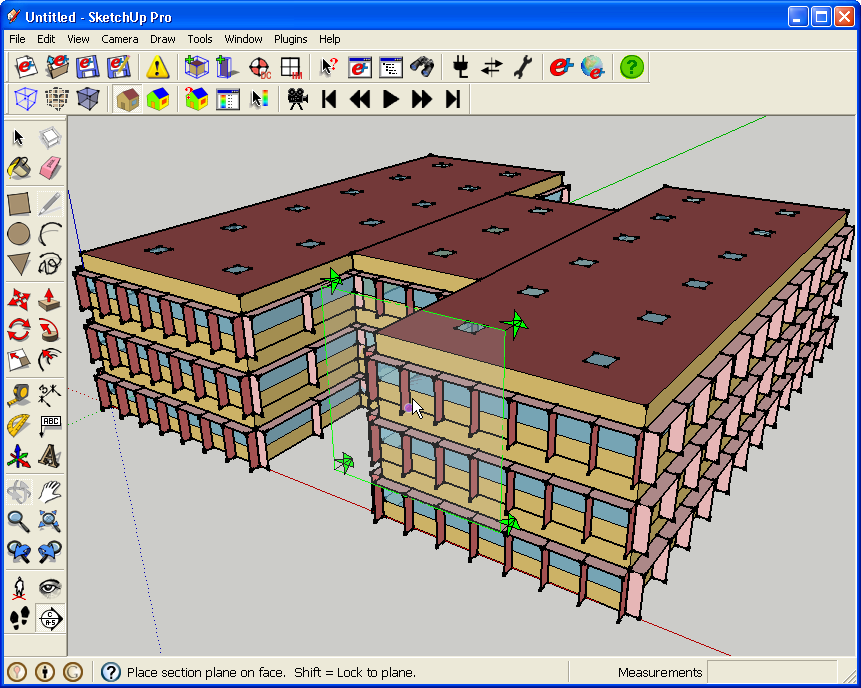 Untitled - SketchUp Pro
File Edit View Camera Draw Tools Window Plugins Help
ABC
Place section plane on face. Shift = Lock to plane.
Measurements